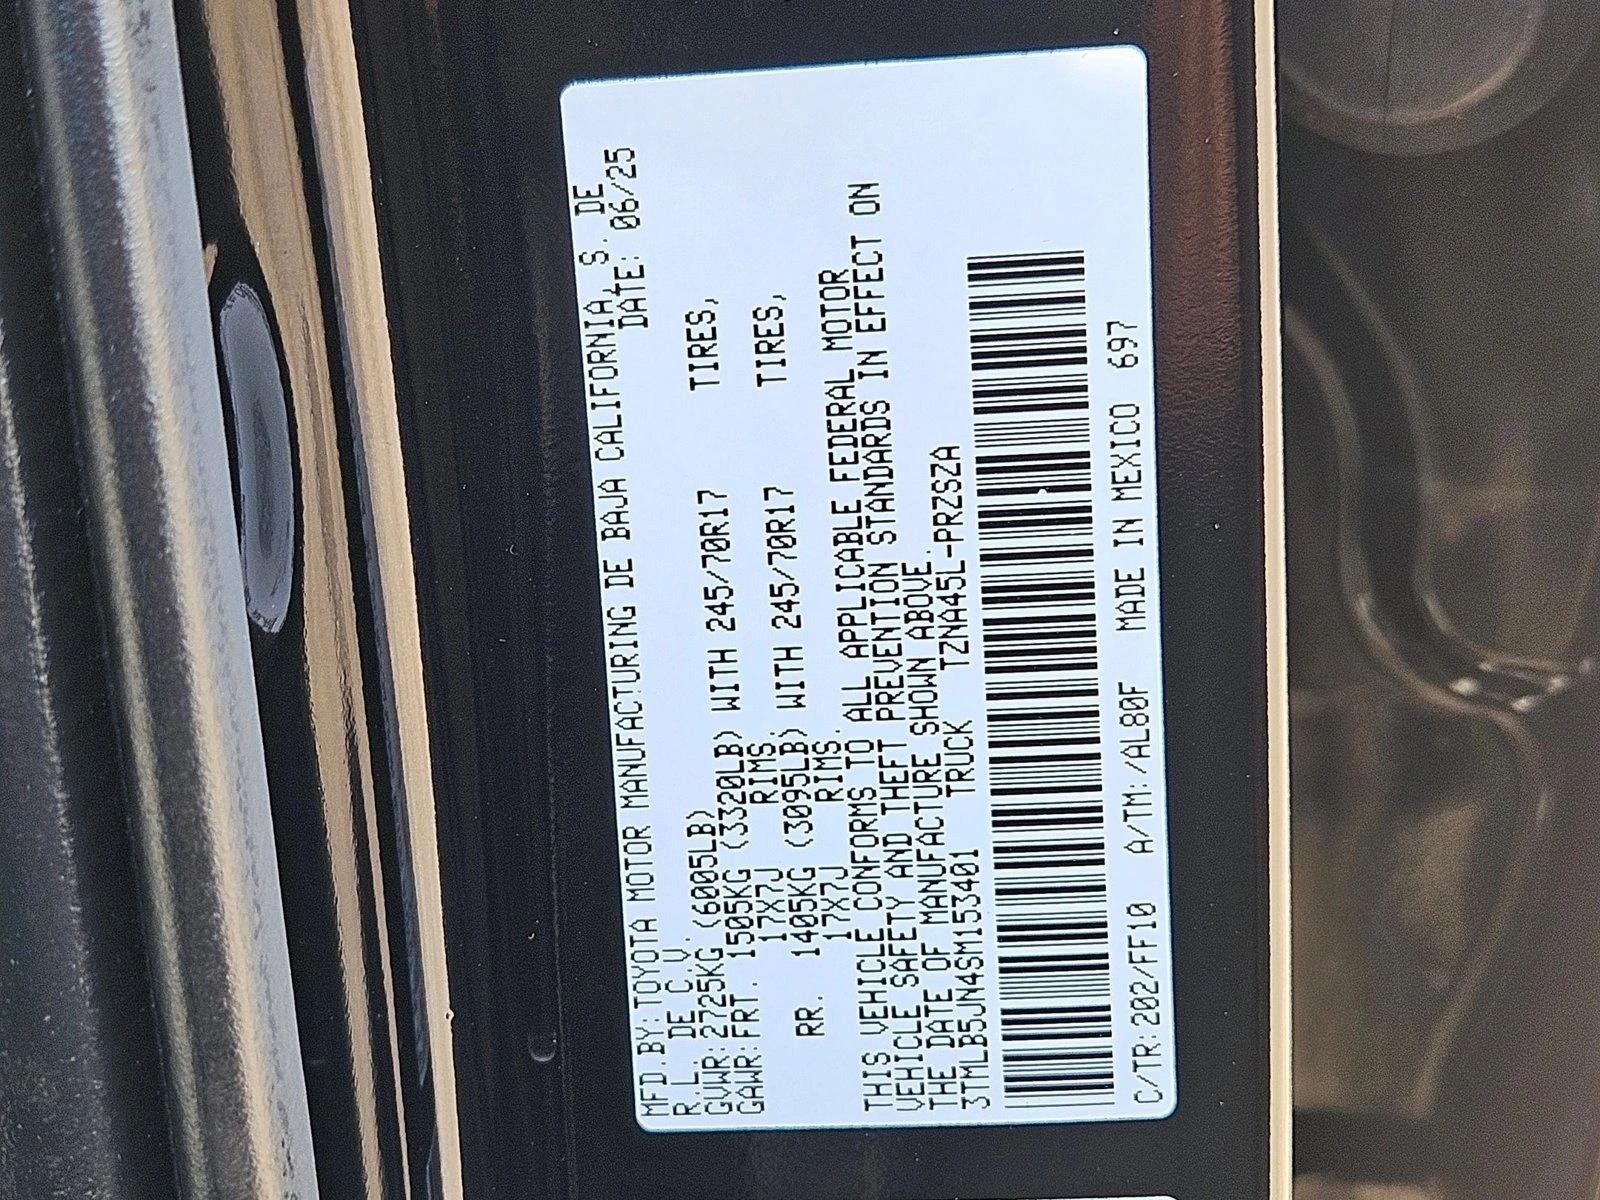 MFD.BY:TOYOTA MOTOR MANUFACTURING DE BAJA CALIFORNIA, S. DE
R.L. DE C.V. DATE: 06/25
GVWR:2725KG (6005LB)
GAWR:FRT. 1505KG (3320LB) WITH 245/70R17 TIRES,
17X7J RIMS.
RR. 1405KG (3095LB) WITH 245/70R17 TIRES,
17X7J RIMS.
THIS VEHICLE CONFORMS TO ALL APPLICABLE FEDERAL MOTOR
VEHICLE SAFETY AND THEFT PREVENTION STANDARDS IN EFFECT ON
THE DATE OF MANUFACTURE SHOWN ABOVE.
3TMLB5JN4SM153401 TRUCK TZNA45L-PRZSZA
C/TR:202/FF10 A/TM:/AL80F MADE IN MEXICO 697